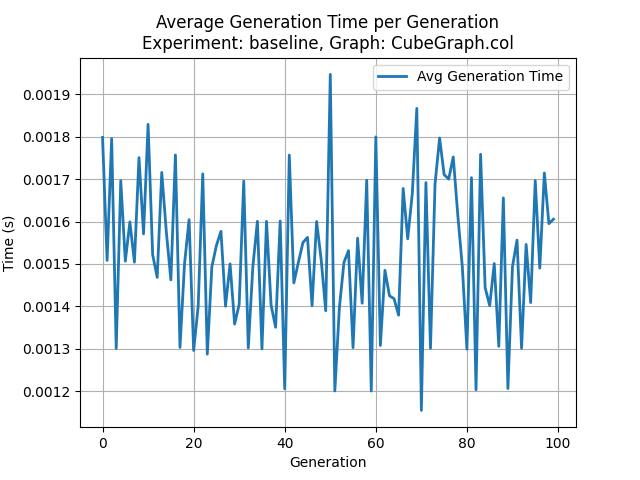 Average Generation Time per Generation
Experiment: baseline, Graph: CubeGraph.col
Avg Generation Time
0.0019
0.0018
0.0017
0.0016
0.0015
0.0014
0.0013
0.0012
Time (s)
0 20 40 60 80 100
Generation